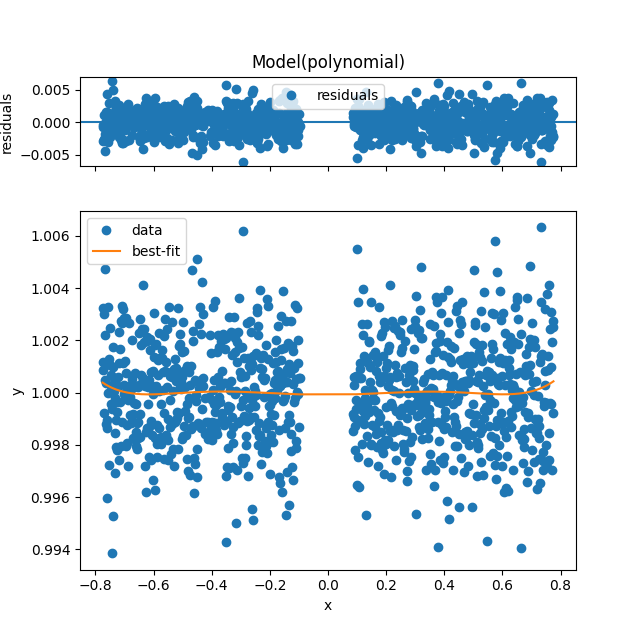 Model(polynomial)
residuals
0.005
0.000
−0.005
residuals
y
1.006
1.004
1.002
1.000
0.998
0.996
0.994
data
best-fit
−0.8 −0.6 −0.4 −0.2 0.0 0.2 0.4 0.6 0.8
x